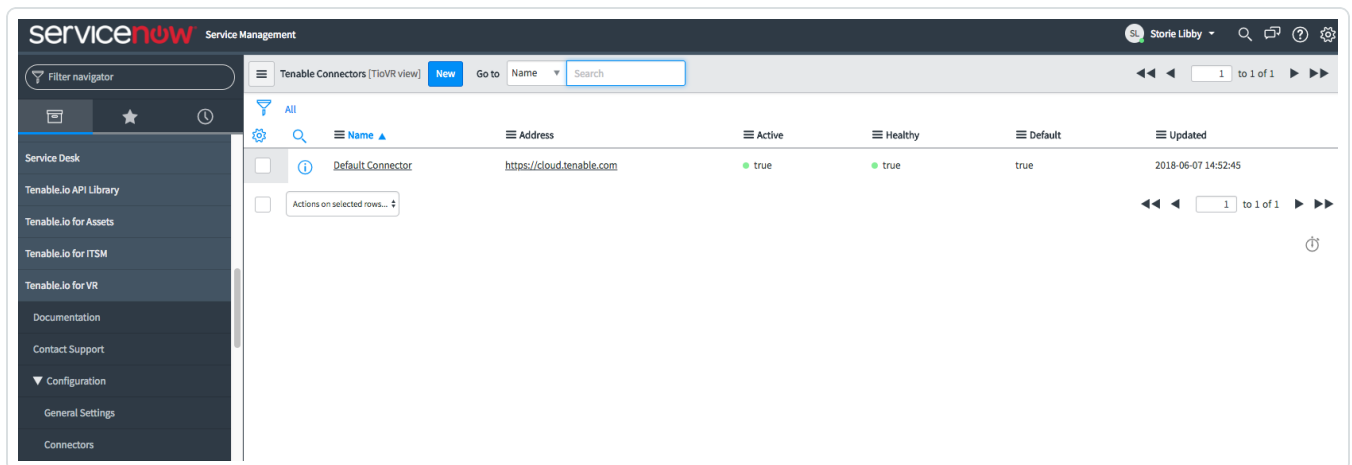 servicenow Service Management
SL Storie Libby
Filter navigator
Tenable Connectors [TioVR view] New Go to Name Search 1 to 1 of 1
All
Name Address Active Healthy Default Updated
Default Connector https://cloud.tenable.com true true true 2018-06-07 14:52:45
Actions on selected rows... 1 to 1 of 1
Service Desk
Tenable.io API Library
Tenable.io for Assets
Tenable.io for ITSM
Tenable.io for VR
Documentation
Contact Support
Configuration
General Settings
Connectors